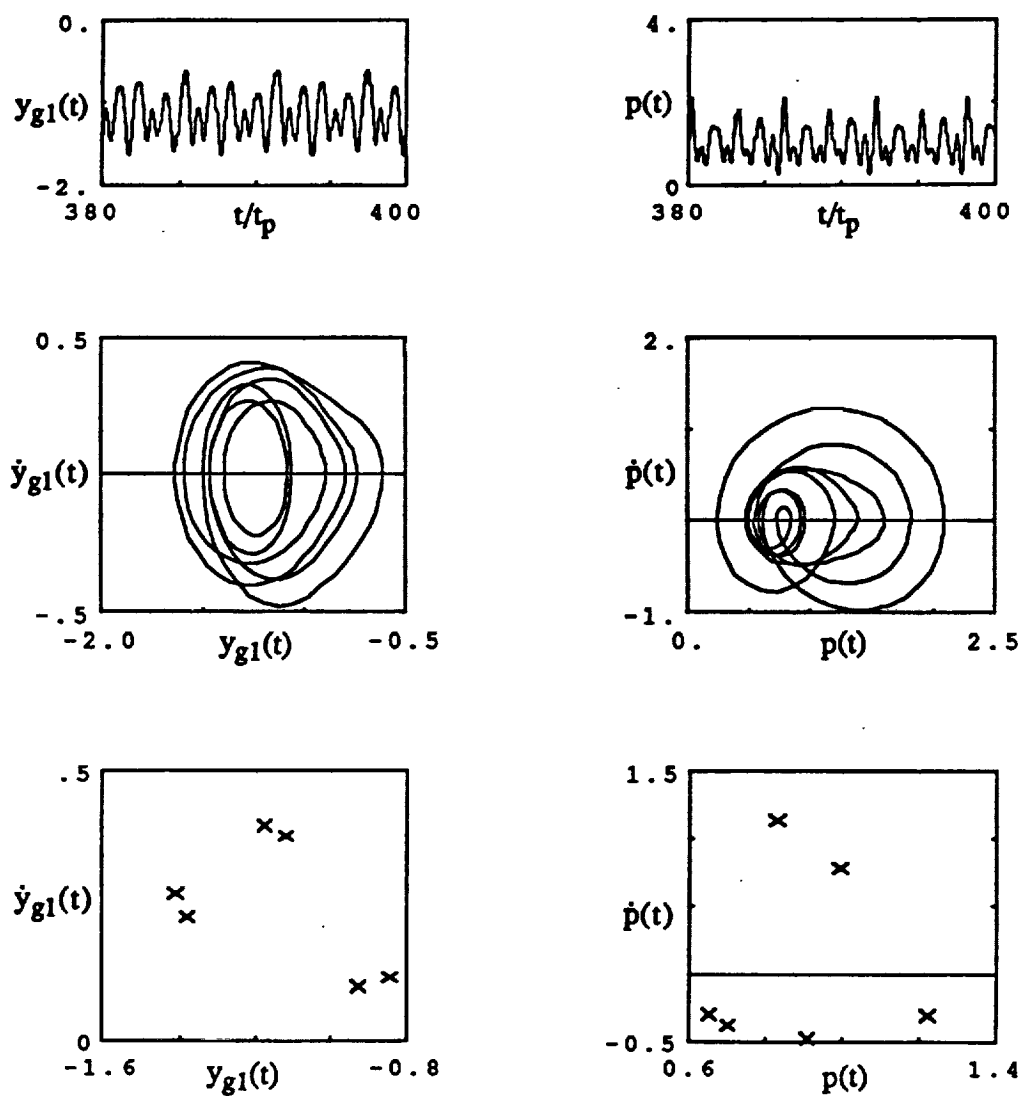 0.
y_g1(t)
-2.
380
t/t_p
400
4.
p(t)
0
380
t/t_p
400
0.5
ẏ_g1(t)
-.5
-2.0
y_g1(t)
-0.5
2.
ṗ(t)
-1.
0.
p(t)
2.5
.5
ẏ_g1(t)
0
-1.6
y_g1(t)
-0.8
1.5
ṗ(t)
-0.5
0.6
p(t)
1.4